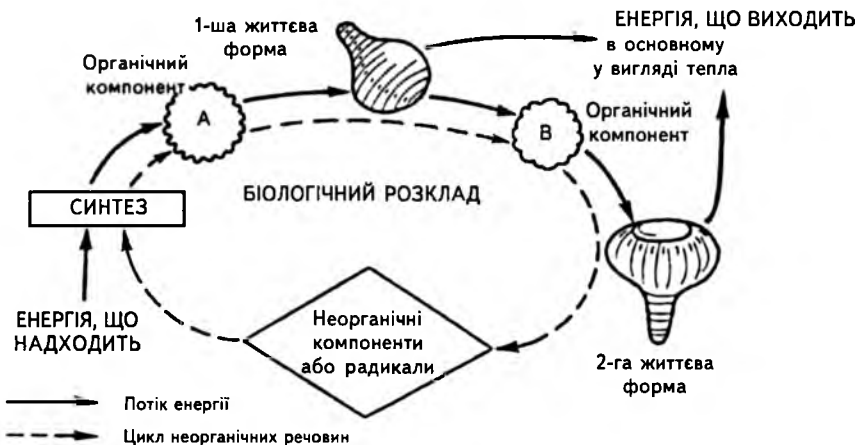 1-ша життєва
форма
ЕНЕРГІЯ, ЩО ВИХОДИТЬ
в основному
у вигляді тепла
Органічний
компонент
А
В
Органічний
компонент
СИНТЕЗ
БІОЛОГІЧНИЙ РОЗКЛАД
ЕНЕРГІЯ, ЩО
НАДХОДИТЬ
Неорганічні
компоненти
або радикали
2-га життєва
форма
Потік енергії
Цикл неорганічних речовин